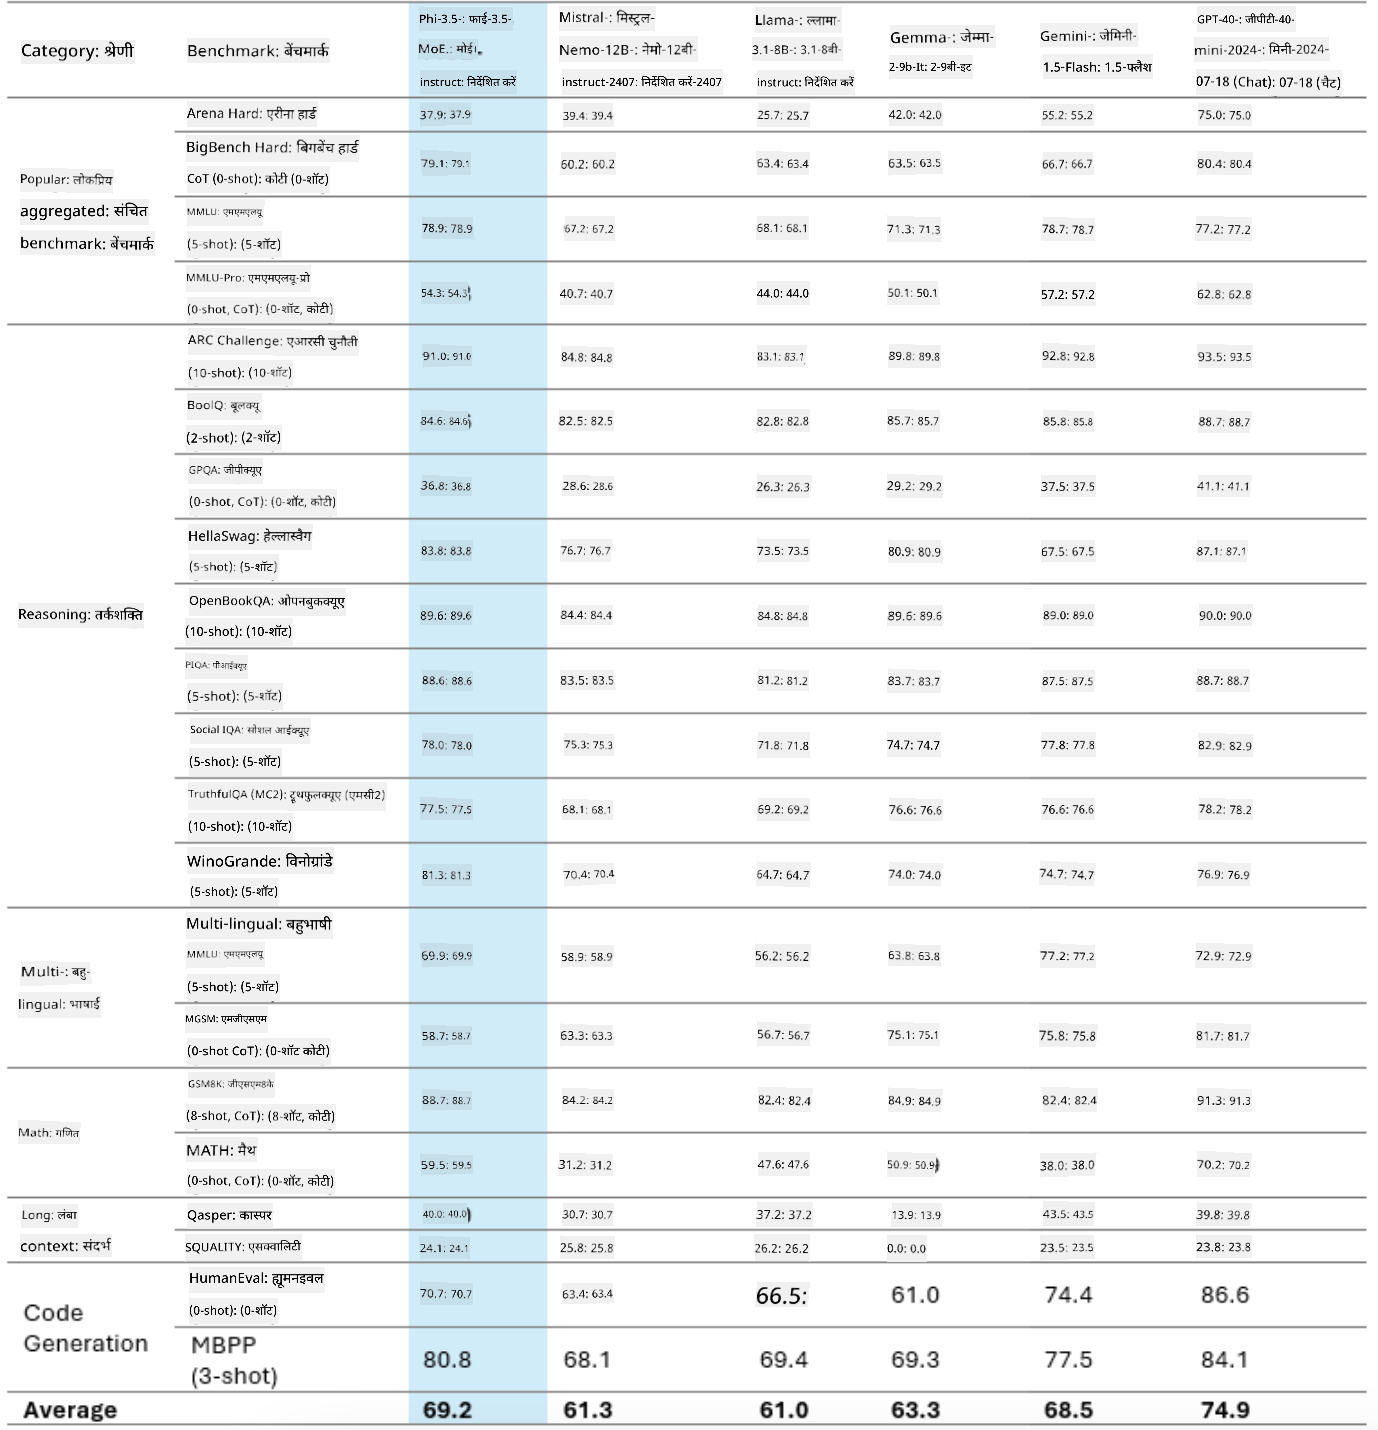 Category: श्रेणी Benchmark: बेंचमार्क
Phi-3.5-: फाई-3.5-
MoE.: मोई।,
instruct: निर्देशित करें
Mistral-: मिस्ट्रल-
Nemo-12B-: नेमो-12बी-
instruct-2407: निर्देशित करें-2407
Llama-: ल्लामा-
3.1-8B-: 3.1-8बी-
instruct: निर्देशित करें
Gemma-: जेम्मा-
2-9b-It: 2-9बी-इट
Gemini-: जेमिनी-
1.5-Flash: 1.5-फ्लैश
GPT-40-: जीपीटी-40-
mini-2024-: मिनी-2024-
07-18 (Chat): 07-18 (चैट)
Popular: लोकप्रिय
aggregated: संचित
benchmark: बेंचमार्क
Arena Hard: एरीना हार्ड 37.9: 37.9 39.4: 39.4 25.7: 25.7 42.0: 42.0 55.2: 55.2 75.0: 75.0
BigBench Hard: बिगबेंच हार्ड
CoT (0-shot): कोटी (0-शॉट) 79.1: 79.1 60.2: 60.2 63.4: 63.4 63.5: 63.5 66.7: 66.7 80.4: 80.4
MMLU: एमएमएलयू
(5-shot): (5-शॉट) 78.9: 78.9 67.2: 67.2 68.1: 68.1 71.3: 71.3 78.7: 78.7 77.2: 77.2
MMLU-Pro: एमएमएलयू-प्रो
(0-shot, CoT): (0-शॉट, कोटी) 54.3: 54.3 40.7: 40.7 44.0: 44.0 50.1: 50.1 57.2: 57.2 62.8: 62.8
Reasoning: तर्कशक्ति
ARC Challenge: एआरसी चुनौती
(10-shot): (10-शॉट) 91.0: 91.0 84.8: 84.8 83.1: 83.1 89.8: 89.8 92.8: 92.8 93.5: 93.5
BoolQ: बूलक्यू
(2-shot): (2-शॉट) 84.6: 84.6 82.5: 82.5 82.8: 82.8 85.7: 85.7 85.8: 85.8 88.7: 88.7
GPQA: जीपीक्यूए
(0-shot, CoT): (0-शॉट, कोटी) 36.8: 36.8 28.6: 28.6 26.3: 26.3 29.2: 29.2 37.5: 37.5 41.1: 41.1
HellaSwag: हेल्लास्वैग
(5-shot): (5-शॉट) 83.8: 83.8 76.7: 76.7 73.5: 73.5 80.9: 80.9 67.5: 67.5 87.1: 87.1
OpenBookQA: ओपनबुकक्यूए
(10-shot): (10-शॉट) 89.6: 89.6 84.4: 84.4 84.8: 84.8 89.6: 89.6 89.0: 89.0 90.0: 90.0
PIQA: पीआईक्यूए
(5-shot): (5-शॉट) 88.6: 88.6 83.5: 83.5 81.2: 81.2 83.7: 83.7 87.5: 87.5 88.7: 88.7
Social IQA: सोशल आईक्यूए
(5-shot): (5-शॉट) 78.0: 78.0 75.3: 75.3 71.8: 71.8 74.7: 74.7 77.8: 77.8 82.9: 82.9
TruthfulQA (MC2): ट्रूथफुलक्यूए (एमसी2)
(10-shot): (10-शॉट) 77.5: 77.5 68.1: 68.1 69.2: 69.2 76.6: 76.6 76.6: 76.6 78.2: 78.2
WinoGrande: विनोग्रांडे
(5-shot): (5-शॉट) 81.3: 81.3 70.4: 70.4 64.7: 64.7 74.0: 74.0 74.7: 74.7 76.9: 76.9
Multi-: बहु-
lingual: भाषाई
Multi-lingual: बहुभाषी
MMLU: एमएमएलयू
(5-shot): (5-शॉट) 69.9: 69.9 58.9: 58.9 56.2: 56.2 63.8: 63.8 77.2: 77.2 72.9: 72.9
MGSM: एमजीएसएम
(0-shot CoT): (0-शॉट कोटी) 58.7: 58.7 63.3: 63.3 56.7: 56.7 75.1: 75.1 75.8: 75.8 81.7: 81.7
Math: गणित
GSM8K: जीएसएम8के
(8-shot, CoT): (8-शॉट, कोटी) 88.7: 88.7 84.2: 84.2 82.4: 82.4 84.9: 84.9 82.4: 82.4 91.3: 91.3
MATH: मैथ
(0-shot, CoT): (0-शॉट, कोटी) 59.5: 59.5 31.2: 31.2 47.6: 47.6 50.9: 50.9 38.0: 38.0 70.2: 70.2
Long: लंबा
context: संदर्भ
Qasper: कास्पर 40.0: 40.0 30.7: 30.7 37.2: 37.2 13.9: 13.9 43.5: 43.5 39.8: 39.8
SQUALITY: एसक्वालिटी 24.1: 24.1 25.8: 25.8 26.2: 26.2 0.0: 0.0 23.5: 23.5 23.8: 23.8
Code
Generation
HumanEval: ह्यूमनइवल
(0-shot): (0-शॉट) 70.7: 70.7 63.4: 63.4 66.5: 61.0 74.4 86.6
MBPP
(3-shot) 80.8 68.1 69.4 69.3 77.5 84.1
Average 69.2 61.3 61.0 63.3 68.5 74.9